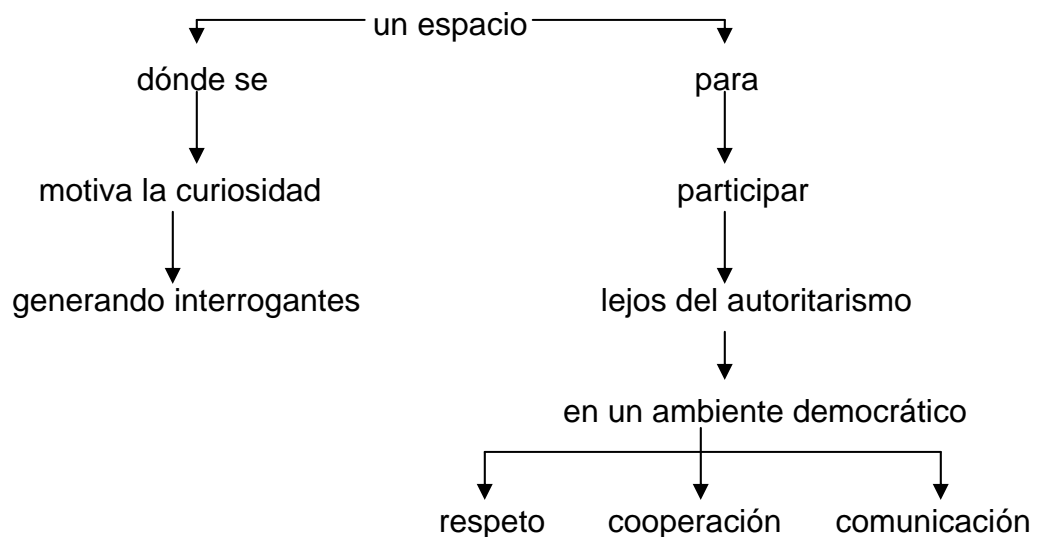 un espacio
dónde se para
motiva la curiosidad participar
generando interrogantes lejos del autoritarismo
en un ambiente democrático
respeto cooperación comunicación